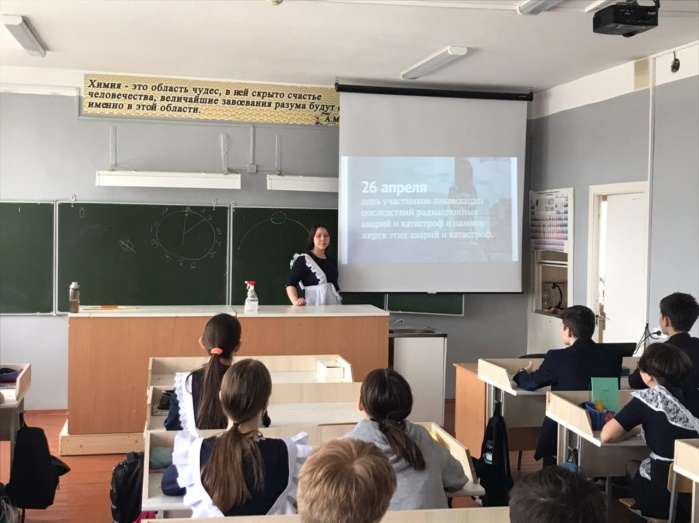 Химия - это область чудес, в ней скрыто счастье
человечества, величайшие завоевания разума будут
именно в этой области.
26 апреля
день участников ликвидации
последствий радиационных
аварий и катастроф и памяти
жертв этих аварий и катастроф.